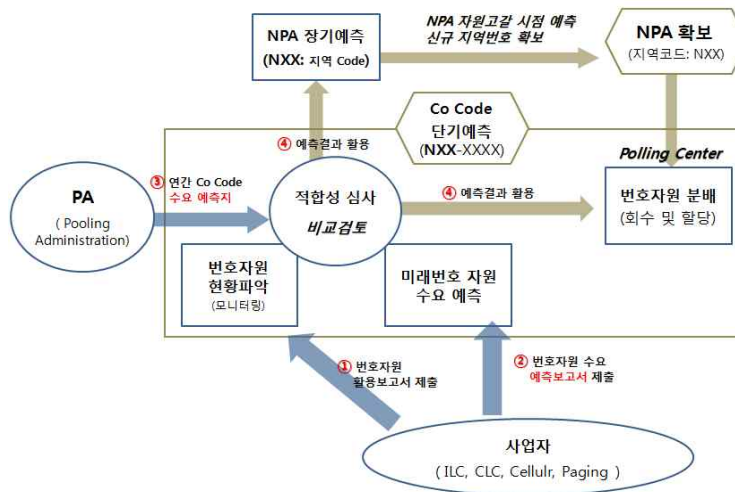 NPA 장기예측
(NXX: 지역 Code)
NPA 자원고갈 시점 예측
신규 지역번호 확보
NPA 확보
(지역코드: NXX)
Co Code
단기예측
(NXX-XXXX)
④ 예측결과 활용
Polling Center
PA
( Pooling
Administration)
③ 연간 Co Code
수요 예측지
적합성 심사
비교검토
④ 예측결과 활용
번호자원 분배
(회수 및 할당)
번호자원
현황파악
(모니터링)
미래번호 자원
수요 예측
① 번호자원
활용보고서 제출
② 번호자원 수요
예측보고서 제출
사업자
( ILC, CLC, Cellulr, Paging )